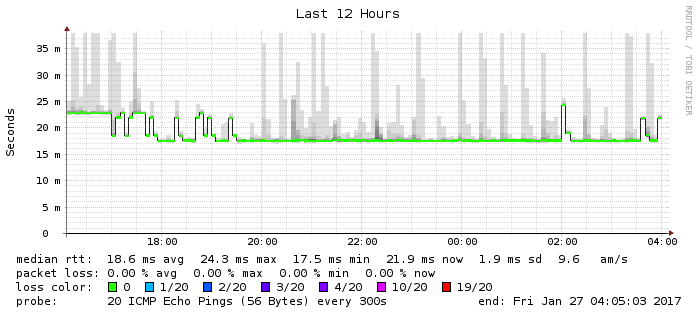 Last 12 Hours
RRDTOOL / TOBI OETIKER
Seconds
35 m
30 m
25 m
20 m
15 m
10 m
5 m
0
18:00 20:00 22:00 00:00 02:00 04:00
median rtt: 18.6 ms avg 24.3 ms max 17.5 ms min 21.9 ms now 1.9 ms sd 9.6 am/s
packet loss: 0.00 % avg 0.00 % max 0.00 % min 0.00 % now
loss color: 0 1/20 2/20 3/20 4/20 10/20 19/20
probe: 20 ICMP Echo Pings (56 Bytes) every 300s end: Fri Jan 27 04:05:03 2017